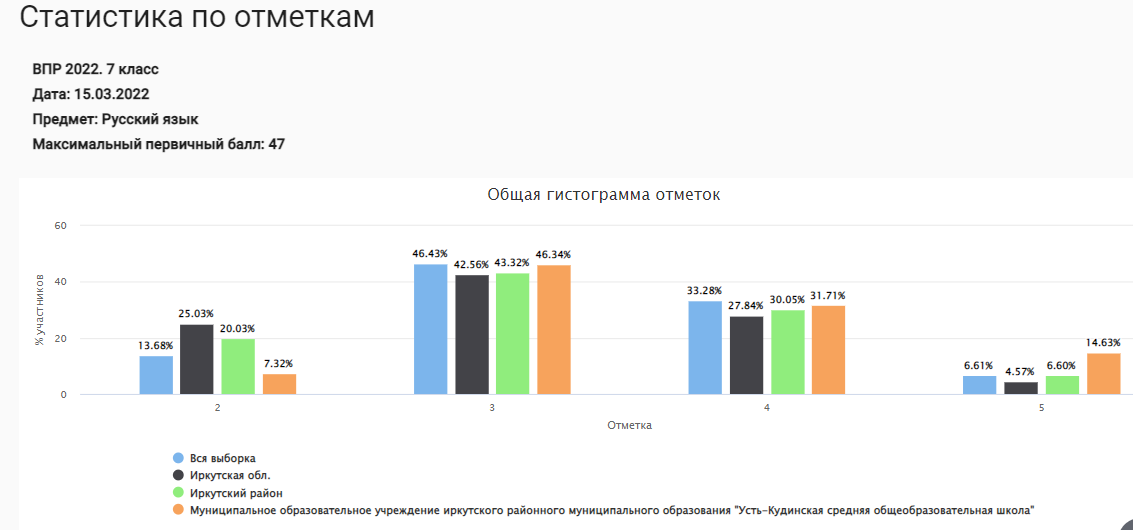 Статистика по отметкам
ВПР 2022. 7 класс
Дата: 15.03.2022
Предмет: Русский язык
Максимальный первичный балл: 47
Общая гистограмма отметок
% участников
60
40
20
0
13.68%
25.03%
20.03%
7.32%
46.43%
42.56%
43.32%
46.34%
33.28%
27.84%
30.05%
31.71%
6.61%
4.57%
6.60%
14.63%
2
3
4
5
Отметка
Вся выборка
Иркутская обл.
Иркутский район
Муниципальное образовательное учреждение иркутского районного муниципального образования "Усть-Кудинская средняя общеобразовательная школа"